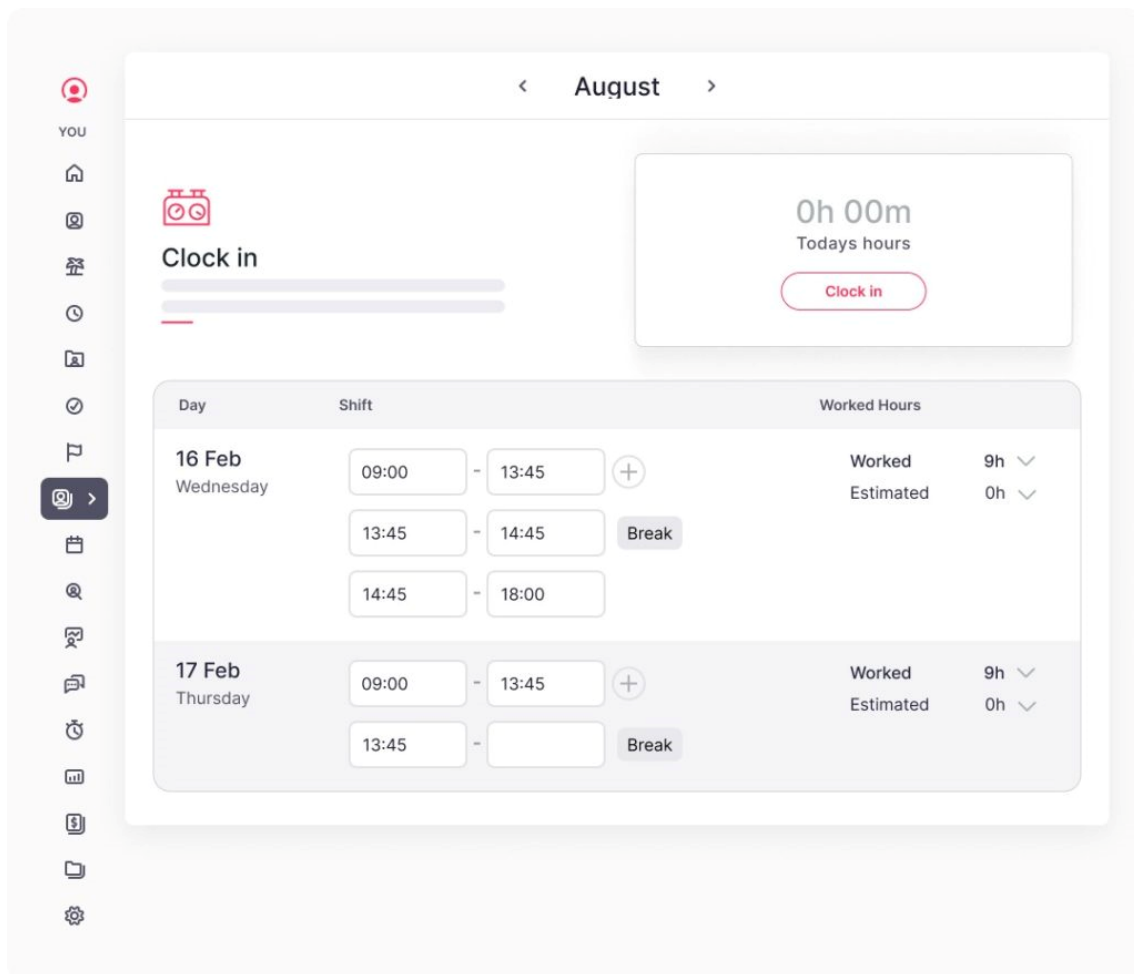 August
YOU
Clock in
0h 00m
Todays hours
Clock in
Day Shift Worked Hours
16 Feb
Wednesday
09:00 - 13:45
13:45 - 14:45 Break
14:45 - 18:00
Worked 9h
Estimated 0h
17 Feb
Thursday
09:00 - 13:45
13:45 - Break
Worked 9h
Estimated 0h